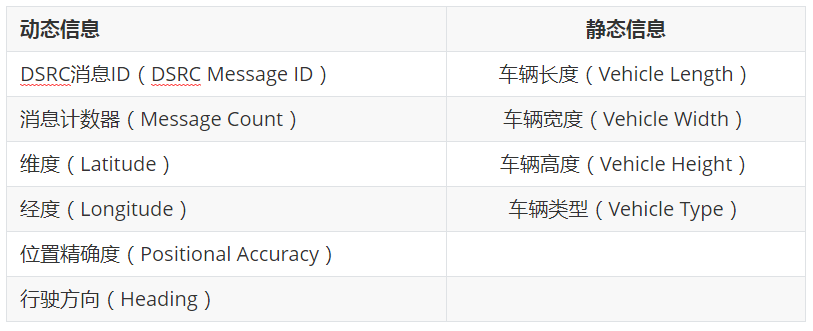 动态信息 静态信息
DSRC消息ID（DSRC Message ID） 车辆长度（Vehicle Length）
消息计数器（Message Count） 车辆宽度（Vehicle Width）
维度（Latitude） 车辆高度（Vehicle Height）
经度（Longitude） 车辆类型（Vehicle Type）
位置精确度（Positional Accuracy）
行驶方向（Heading）